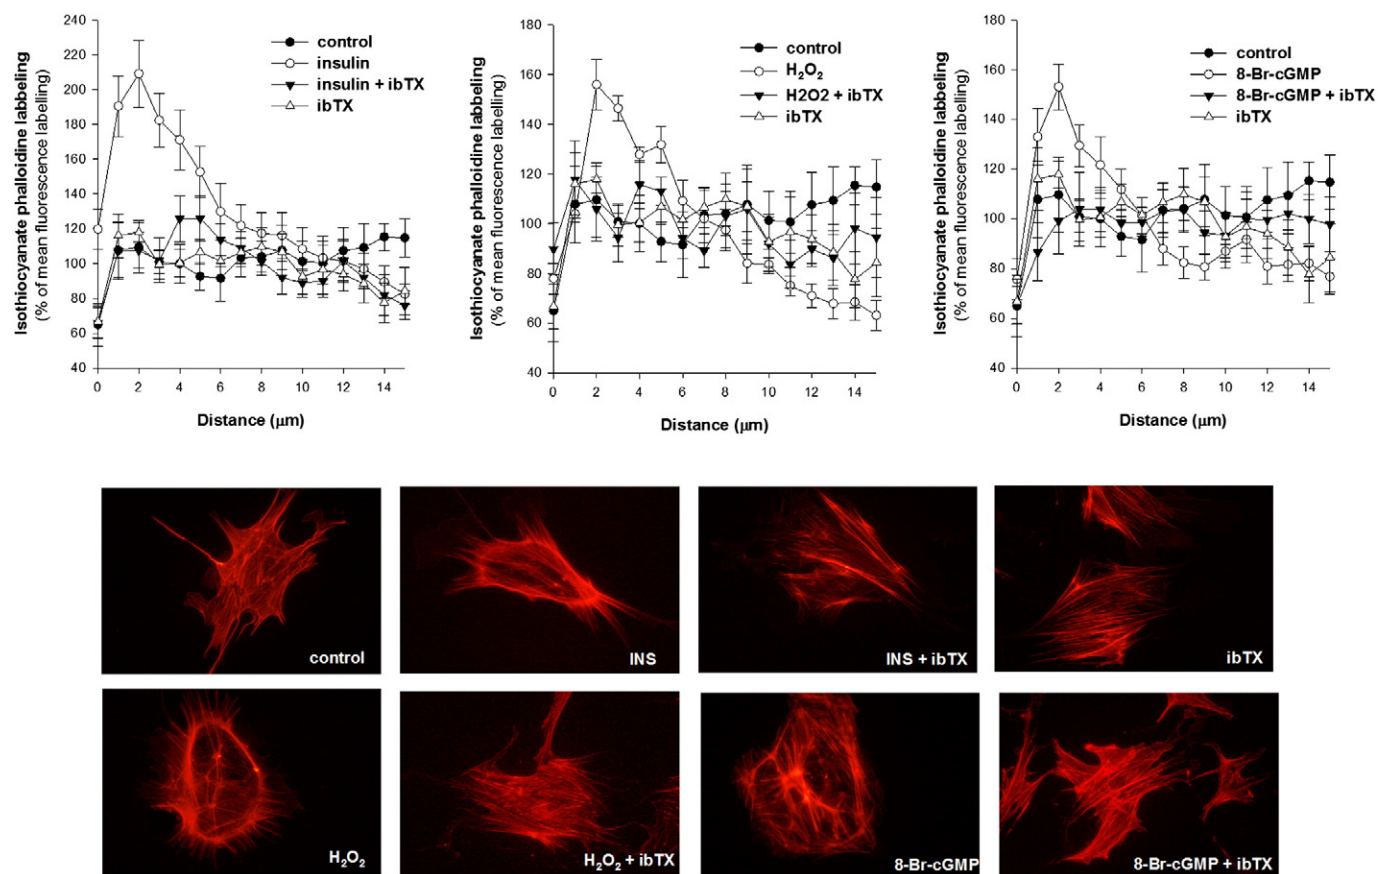 Isothiocyanate phalloidine labbeling
(% of mean fluorescence labelling)
240
220
200
180
160
140
120
100
80
60
40
0
2
4
6
8
10
12
14
Distance (μm)
control
insulin
insulin + ibTX
ibTX
Isothiocyanate phalloidine labeling
(% of mean fluorescence labelling)
180
160
140
120
100
80
60
40
0
2
4
6
8
10
12
14
Distance (μm)
control
H₂O₂
H2O2 + ibTX
ibTX
Isothiocyanate phalloidine labeling
(% of mean fluorescence labelling)
180
160
140
120
100
80
60
40
0
2
4
6
8
10
12
14
Distance (μm)
control
8-Br-cGMP
8-Br-cGMP + ibTX
ibTX
control
INS
INS + ibTX
ibTX
H₂O₂
H₂O₂ + ibTX
8-Br-cGMP
8-Br-cGMP + ibTX